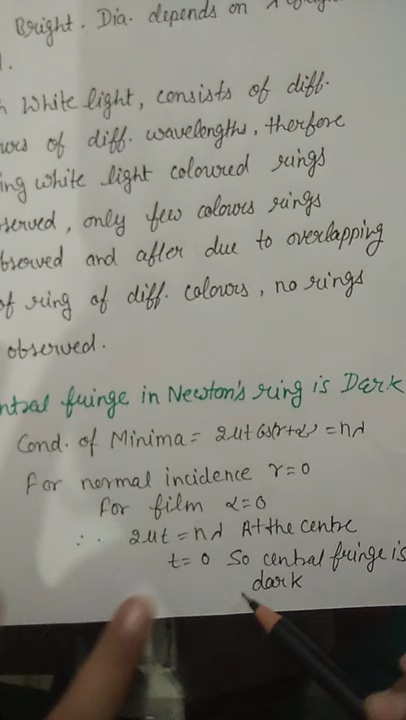 Bright. Dia. depends on λ of
White light, consists of diff.
of diff. wavelengths, therfore
white light coloured rings
only few colours rings
and after due to overlapping
of ring of diff. colours, no rings
observed.
fringe in Newton's ring is Dark
Cond. of Minima = 2μt cos(r+α) = nλ
For normal incidence r=0
For film α=0
∴ 2μt = nλ At the centre
t=0 So central fringe is
dark